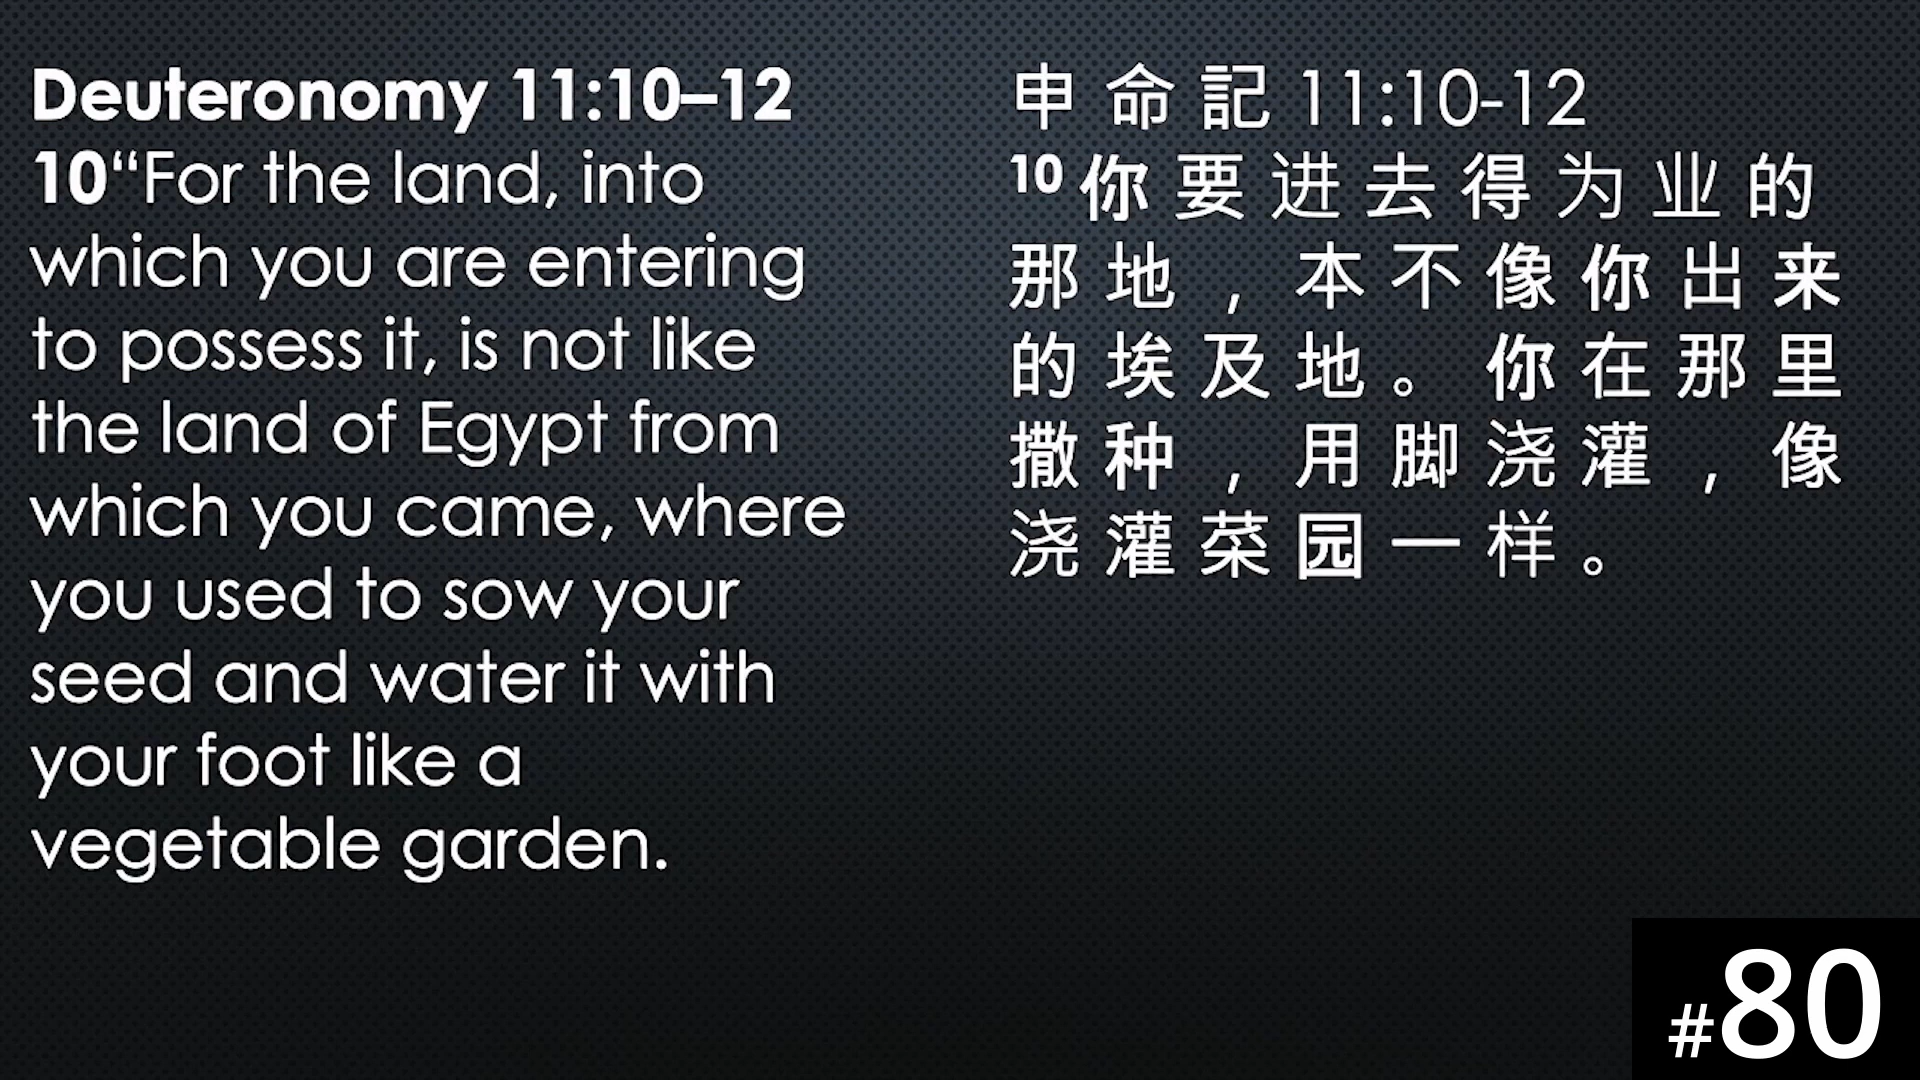 Deuteronomy 11:10–12
10“For the land, into
which you are entering
to possess it, is not like
the land of Egypt from
which you came, where
you used to sow your
seed and water it with
your foot like a
vegetable garden.
申命記 11:10-12
10 你要进去得为业的
那地，本不像你出来
的埃及地。你在那里
撒种，用脚浇灌，像
浇灌菜园一样。
#80